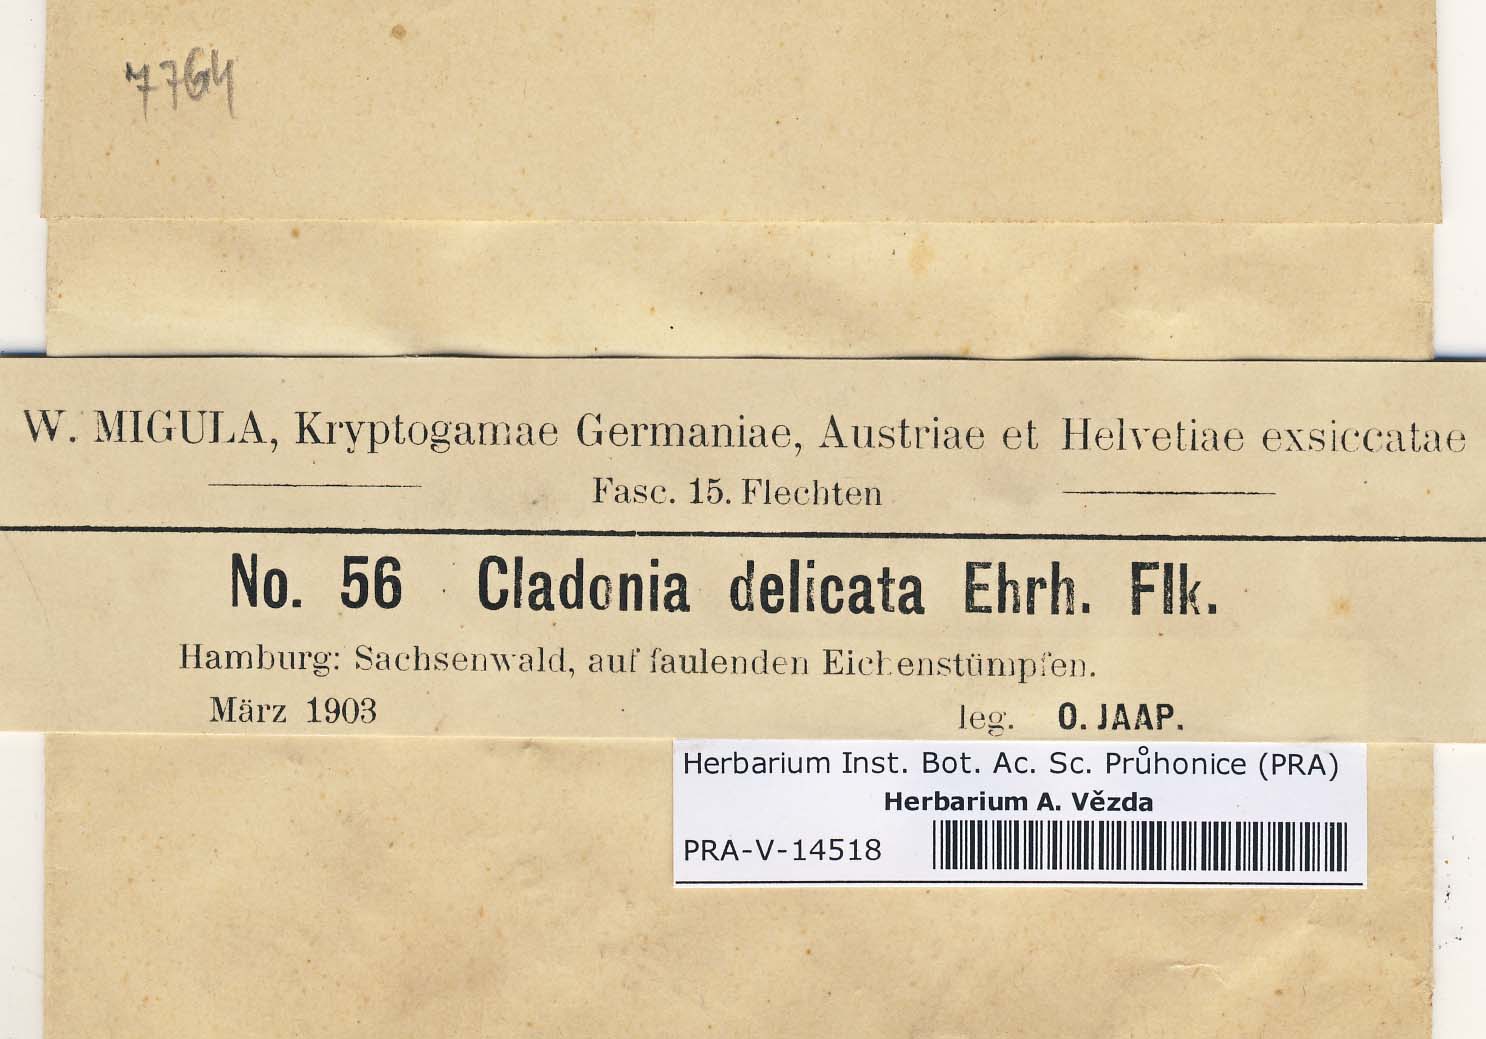 7764
W. MIGULA, Kryptogamae Germaniae, Austriae et Helvetiae exsiccatae
Fasc. 15. Flechten
No. 56 Cladonia delicata Ehrh. Flk.
Hamburg: Sachsenwald, auf faulenden Eichenstümpfen.
März 1903 leg. O. JAAP.
Herbarium Inst. Bot. Ac. Sc. Průhonice (PRA)
Herbarium A. Vězda
PRA-V-14518